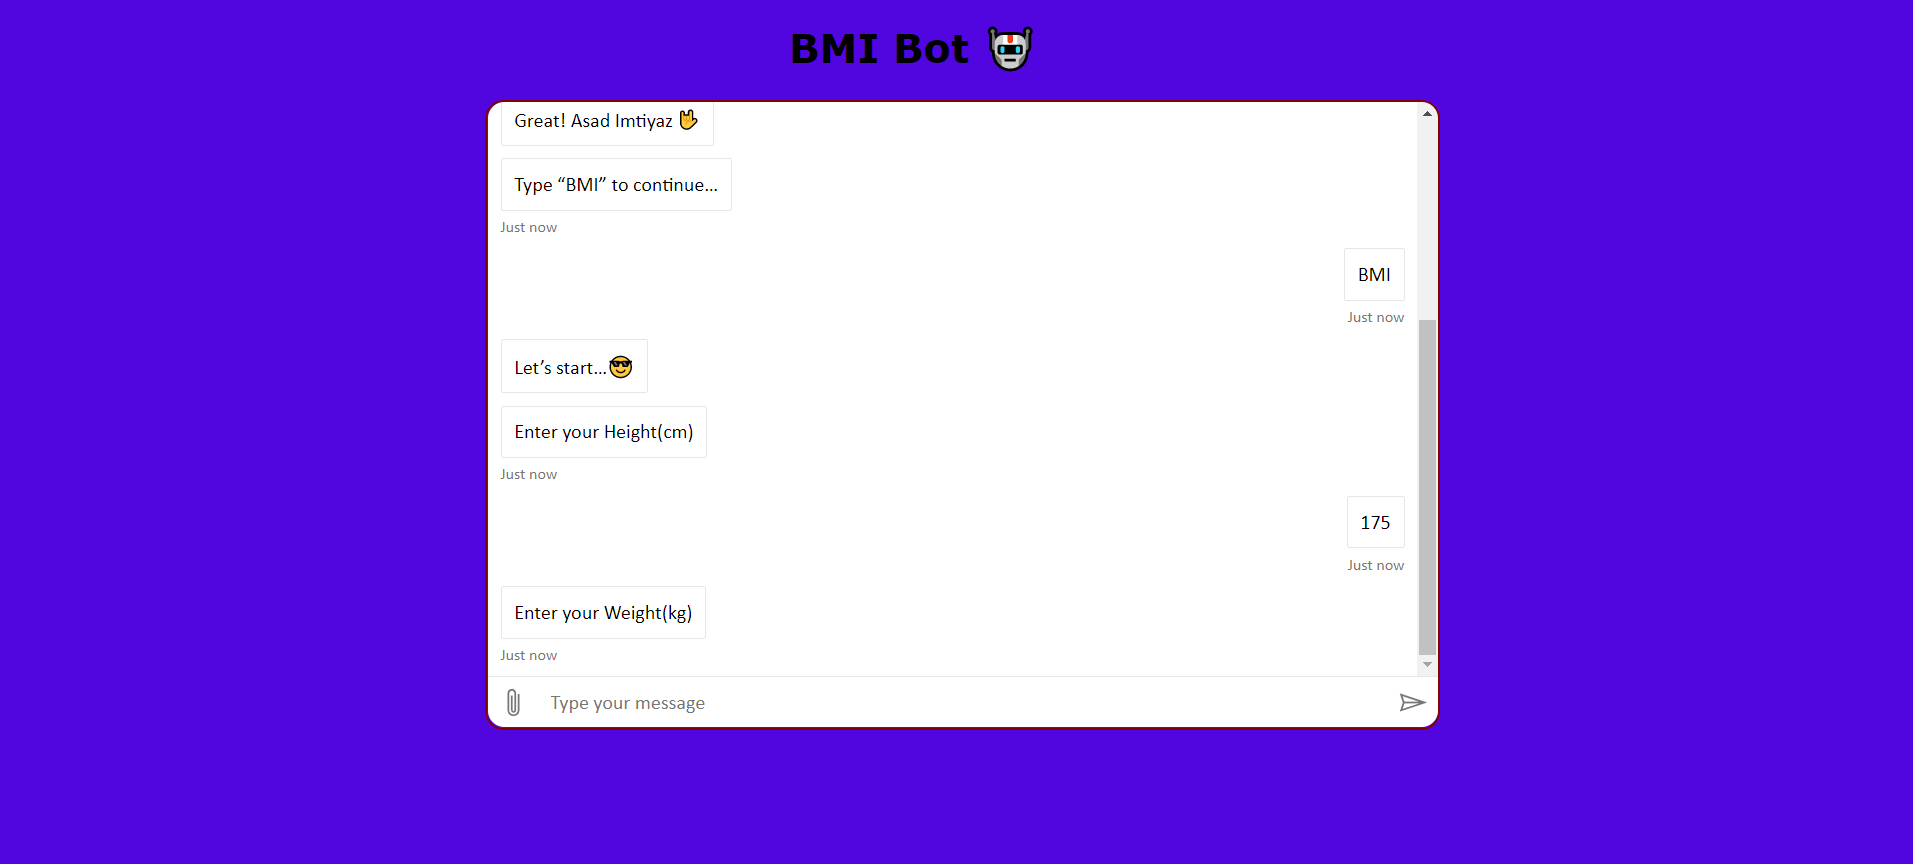 BMI Bot
Great! Asad Imtiyaz
Type “BMI” to continue...
Just now
BMI
Just now
Let’s start...
Enter your Height(cm)
Just now
175
Just now
Enter your Weight(kg)
Just now
Type your message